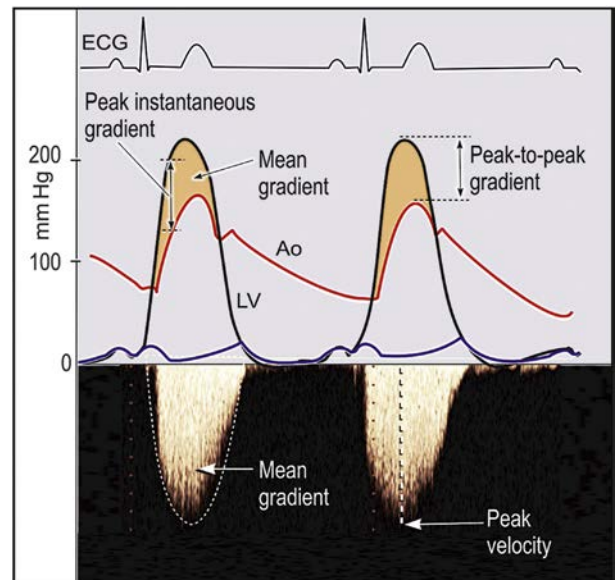 ECG
Peak instantaneous
gradient
Mean
gradient
Peak-to-peak
gradient
200
mm Hg
100
0
Ao
LV
Mean
gradient
Peak
velocity